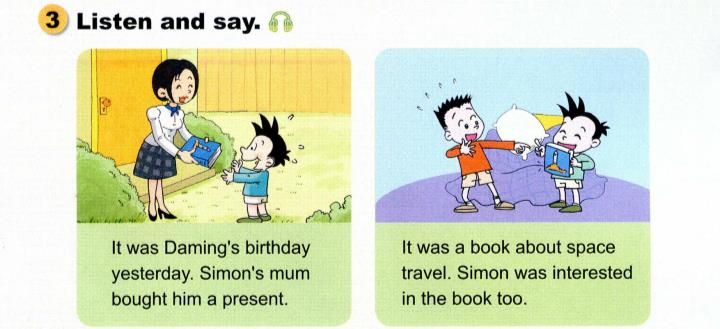 3 Listen and say.
It was Daming's birthday
yesterday. Simon's mum
bought him a present.
It was a book about space
travel. Simon was interested
in the book too.